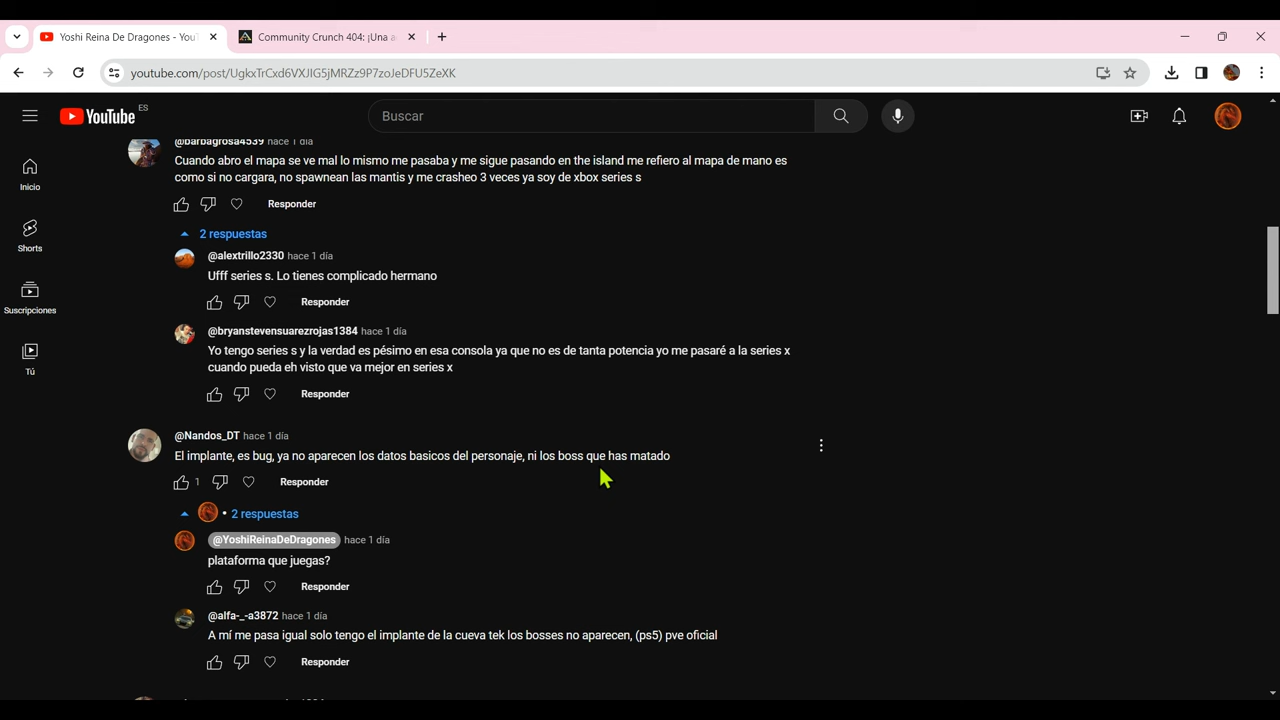 Yoshi Reina De Dragones - You
Community Crunch 404: ¡Una a
youtube.com/post/UgkxTrCxd6VXJIG5jMRZz9P7zoJeDFU5ZeXK
YouTube ES
Buscar
Inicio
Shorts
Suscripciones
Tú
@barbagrosa4539 hace 1 día
Cuando abro el mapa se ve mal lo mismo me pasaba y me sigue pasando en the island me refiero al mapa de mano es
como si no cargara, no spawnean las mantis y me crasheo 3 veces ya soy de xbox series s
Responder
2 respuestas
@alextrillo2330 hace 1 día
Ufff series s. Lo tienes complicado hermano
Responder
@bryanstevensuarezrojas1384 hace 1 día
Yo tengo series s y la verdad es pésimo en esa consola ya que no es de tanta potencia yo me pasaré a la series x
cuando pueda eh visto que va mejor en series x
Responder
@Nandos_DT hace 1 día
El implante, es bug, ya no aparecen los datos basicos del personaje, ni los boss que has matado
1 Responder
• 2 respuestas
@YoshiReinaDeDragones hace 1 día
plataforma que juegas?
Responder
@alfa-_-a3872 hace 1 día
A mí me pasa igual solo tengo el implante de la cueva tek los bosses no aparecen, (ps5) pve oficial
Responder